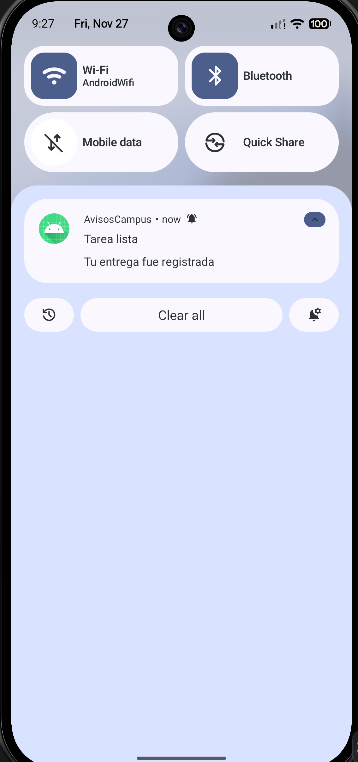 9:27 Fri, Nov 27 100
Wi-Fi
AndroidWifi
Bluetooth
Mobile data
Quick Share
AvisosCampus • now
Tarea lista
Tu entrega fue registrada
Clear all